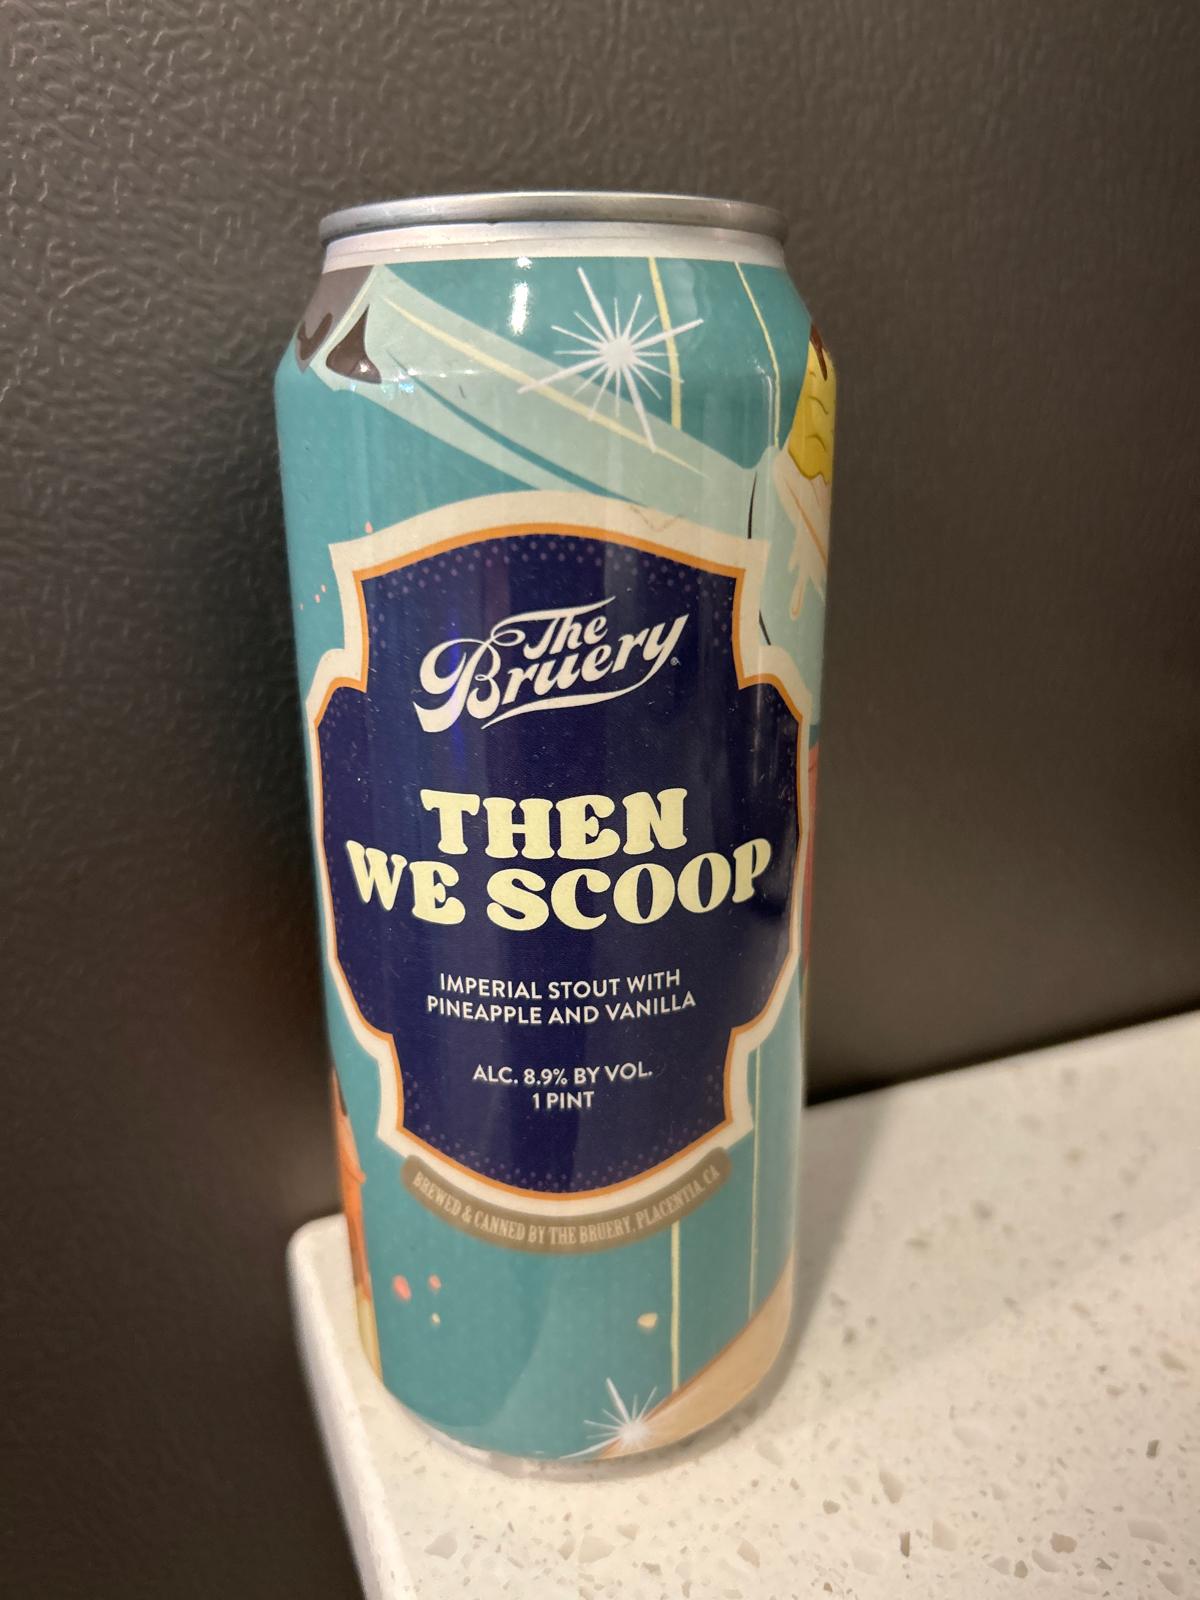 The
Bruery
THEN
WE SCOOP
IMPERIAL STOUT WITH
PINEAPPLE AND VANILLA
ALC. 8.9% BY VOL.
1 PINT
BREWED & CANNED BY THE BRUERY, PLACENTIA, CA